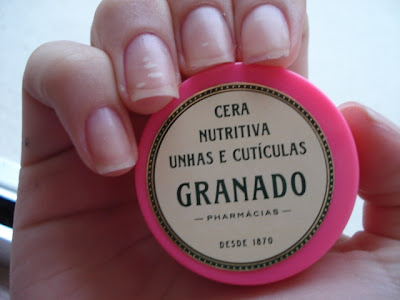 CERA
NUTRITIVA
UNHAS E CUTÍCULAS
GRANADO
— PHARMÁCIAS —
DESDE 1870